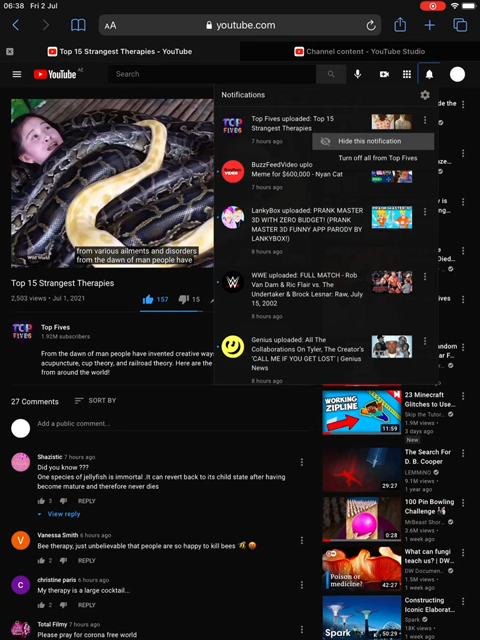 06:38 Fri 2 Jul
AA
youtube.com
Top 15 Strangest Therapies - YouTube
Channel content - YouTube Studio
YouTube
Search
Notifications
Top Fives uploaded: Top 15
Strangest Therapies
7 hours ago
Hide this notification
Turn off all from Top Fives
BuzzFeedVideo uplo
Meme for $600,000 - Nyan Cat
7 hours ago
LankyBox uploaded: PRANK MASTER
3D WITH ZERO BUDGET! (PRANK
MASTER 3D FUNNY APP PARODY BY
LANKYBOX!)
8 hours ago
WWE uploaded: FULL MATCH - Rob
Van Dam & Ric Flair vs. The
Undertaker & Brock Lesnar: Raw, July
15, 2002
8 hours ago
Genius uploaded: All The
Collaborations On Tyler, The Creator's
'CALL ME IF YOU GET LOST' | Genius
News
8 hours ago
from various ailments and disorders
from the dawn of man people have
Top 15 Strangest Therapies
2,503 views • Jul 1, 2021
157
15
TOP
FIVES
Top Fives
1.92M subscribers
From the dawn of man people have invented creative ways
acupuncture, cup theory, and railroad theory. Here are the
from around the world!
27 Comments
SORT BY
Add a public comment...
Shazistic 7 hours ago
Did you know ???
One species of jellyfish is immortal .It can revert back to its child state after having
become mature and therefore never dies
3
REPLY
View reply
Vanessa Smith 6 hours ago
Bee therapy, just unbelievable that people are so happy to kill bees
2
REPLY
christine paris 6 hours ago
My therapy is a large cocktail...
2
REPLY
Total Filmy 7 hours ago
Please pray for corona free world
WORKING
ZIPLINE
11:59
23 Minecraft
Glitches to Use...
Skip the Tutor...
1.9M views •
3 days ago
New
29:27
The Search For
D. B. Cooper
LEMMiNO
9.1M views •
1 year ago
0:28
100 Pin Bowling
Challenge
MrBeast Shor...
3.6M views •
1 week ago
Poison or
medicine?
42:27
What can fungi
teach us? | DW...
DW Documen...
1.5M views •
1 week ago
Spark
50:29
Constructing
Iconic Elaborat...
Spark
18K views •
1 week ago